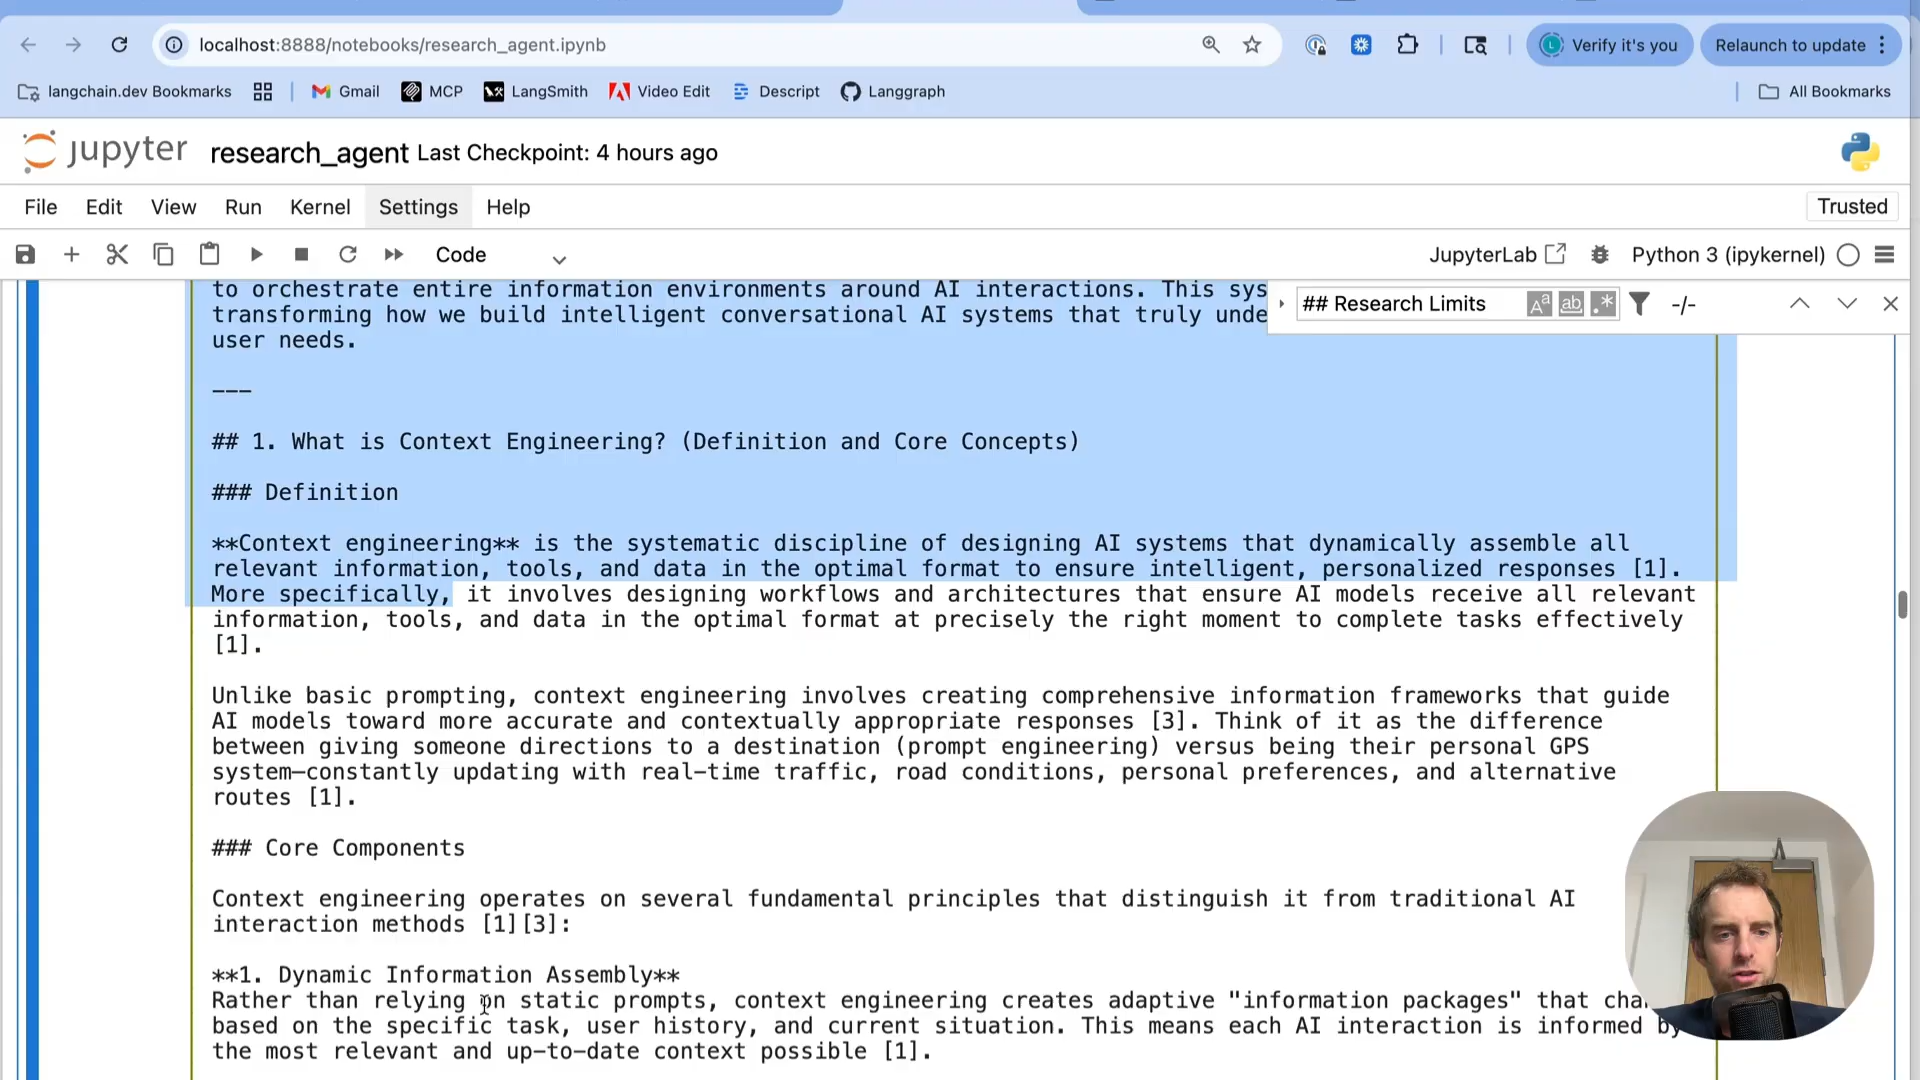 localhost:8888/notebooks/research_agent.ipynb
Verify it's you
Relaunch to update
langchain.dev Bookmarks
Gmail
MCP
LangSmith
Video Edit
Descript
Langgraph
All Bookmarks
jupyter research_agent Last Checkpoint: 4 hours ago
File Edit View Run Kernel Settings Help
Trusted
Code
JupyterLab
Python 3 (ipykernel)
## Research Limits
-/-
to orchestrate entire information environments around AI interactions. This sys
transforming how we build intelligent conversational AI systems that truly unde
user needs.
---
## 1. What is Context Engineering? (Definition and Core Concepts)
### Definition
**Context engineering** is the systematic discipline of designing AI systems that dynamically assemble all
relevant information, tools, and data in the optimal format to ensure intelligent, personalized responses [1].
More specifically, it involves designing workflows and architectures that ensure AI models receive all relevant
information, tools, and data in the optimal format at precisely the right moment to complete tasks effectively
[1].
Unlike basic prompting, context engineering involves creating comprehensive information frameworks that guide
AI models toward more accurate and contextually appropriate responses [3]. Think of it as the difference
between giving someone directions to a destination (prompt engineering) versus being their personal GPS
system—constantly updating with real-time traffic, road conditions, personal preferences, and alternative
routes [1].
### Core Components
Context engineering operates on several fundamental principles that distinguish it from traditional AI
interaction methods [1][3]:
**1. Dynamic Information Assembly**
Rather than relying on static prompts, context engineering creates adaptive "information packages" that cha
based on the specific task, user history, and current situation. This means each AI interaction is informed by
the most relevant and up-to-date context possible [1].